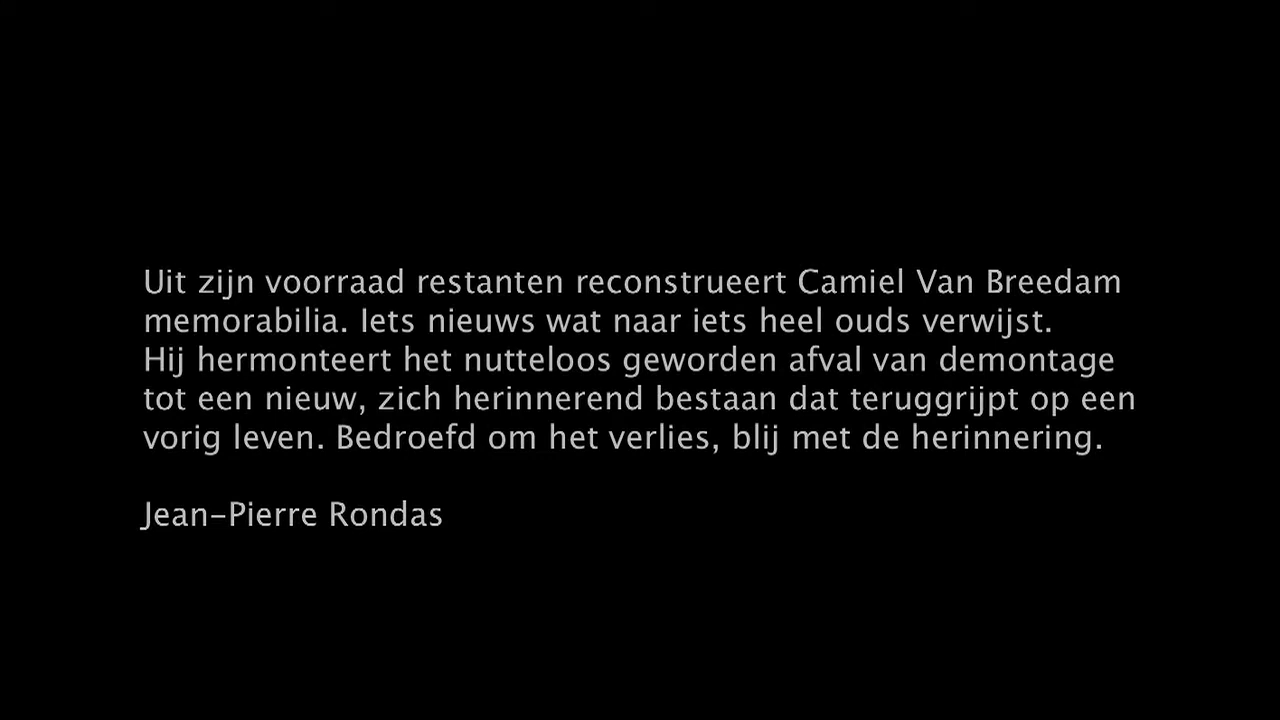 Uit zijn voorraad restanten reconstrueert Camiel Van Breedam
memorabilia. Iets nieuws wat naar iets heel ouds verwijst.
Hij hermonteert het nutteloos geworden afval van demontage
tot een nieuw, zich herinnerend bestaan dat teruggrijpt op een
vorig leven. Bedroefd om het verlies, blij met de herinnering.
Jean-Pierre Rondas